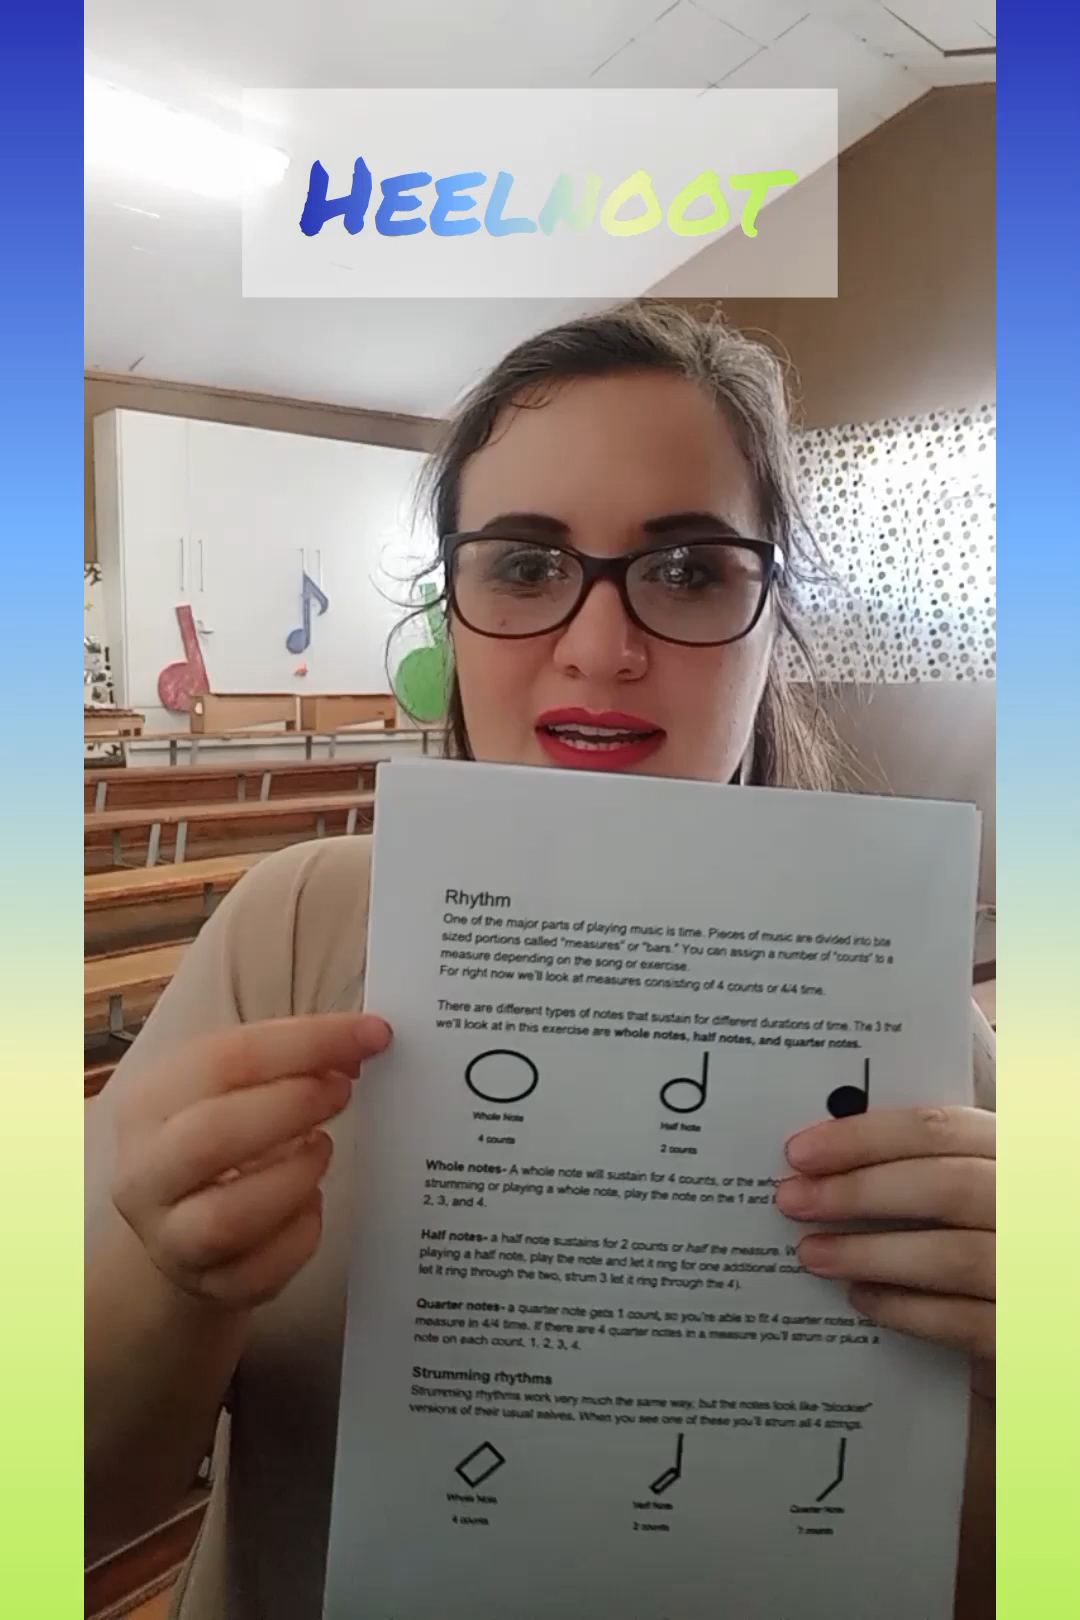 HEELNOOT
Rhythm
One of the major parts of playing music is time. Pieces of music are divided into bite
sized portions called "measures" or "bars." You can assign a number of "counts" to a
measure depending on the song or exercise.
For right now we'll look at measures consisting of 4 counts or 4/4 time.
There are different types of notes that sustain for different durations of time. The 3 that
we'll look at in this exercise are whole notes, half notes, and quarter notes.
Whole Note
Half Note
4 counts
2 counts
Whole notes- A whole note will sustain for 4 counts, or the
strumming or playing a whole note, play the note on the 1 and
2, 3, and 4.
Half notes- a half note sustains for 2 counts or half the measure.
playing a half note, play the note and let it ring for one additional
let it ring through the two, strum 3 let it ring through the 4).
Quarter notes- a quarter note gets 1 count, so you're able to fit 4 quarter notes into
measure in 4/4 time. If there are 4 quarter notes in a measure you'll strum or pluck a
note on each count, 1, 2, 3, 4.
Strumming rhythms
Strumming rhythms work very much the same way, but the notes look like "blockier"
versions of their usual selves. When you see one of these you'll strum all 4 strings.
Whole Note
Half Note
Quarter Note
4 counts
2 counts
counts